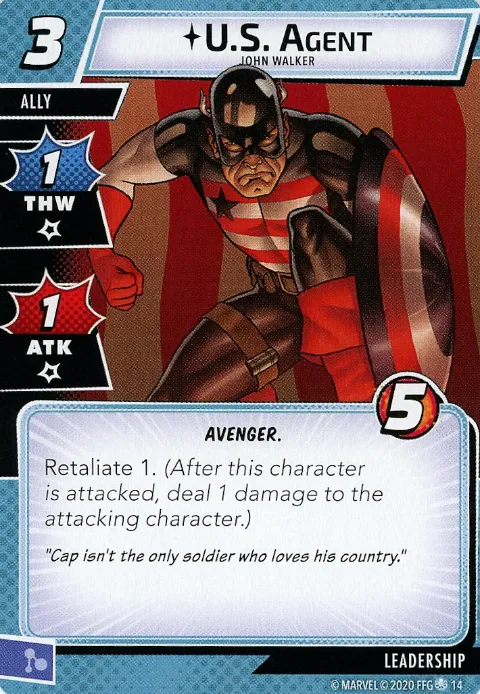 3
U.S. AGENT
JOHN WALKER
ALLY
1
THW
1
ATK
5
AVENGER.
Retaliate 1. (After this character
is attacked, deal 1 damage to the
attacking character.)
"Cap isn't the only soldier who loves his country."
LEADERSHIP
© MARVEL © 2020 FFG 14